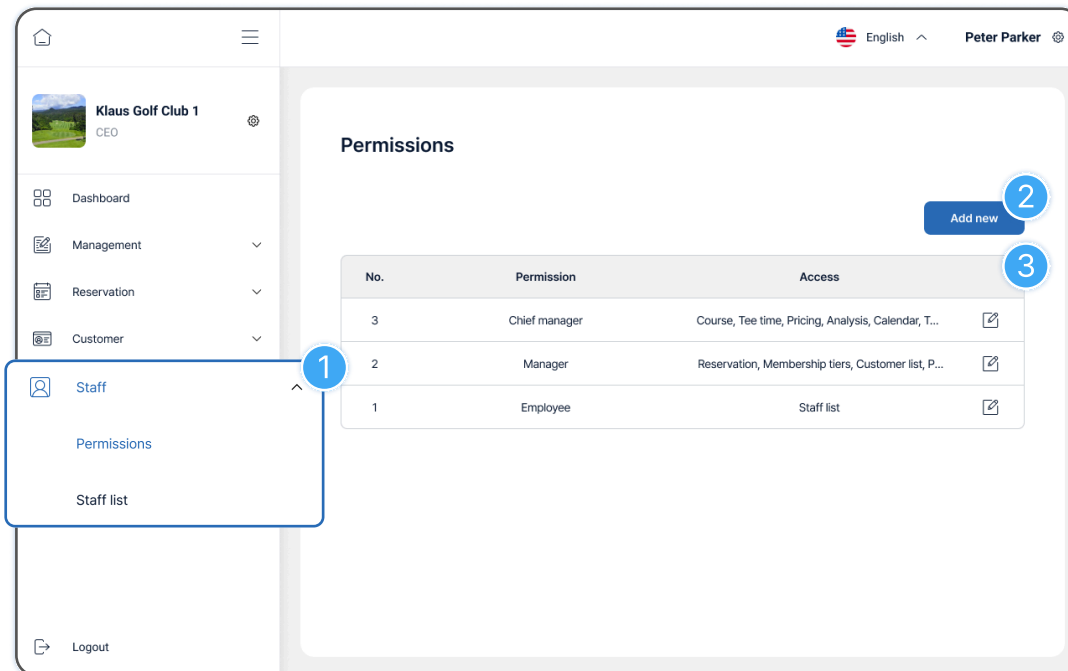 English
Peter Parker
Klaus Golf Club 1
CEO
Dashboard
Management
Reservation
Customer
1
Staff
Permissions
Staff list
Logout
Permissions
2
Add new
3
No. Permission Access
3 Chief manager Course, Tee time, Pricing, Analysis, Calendar, T...
2 Manager Reservation, Membership tiers, Customer list, P...
1 Employee Staff list